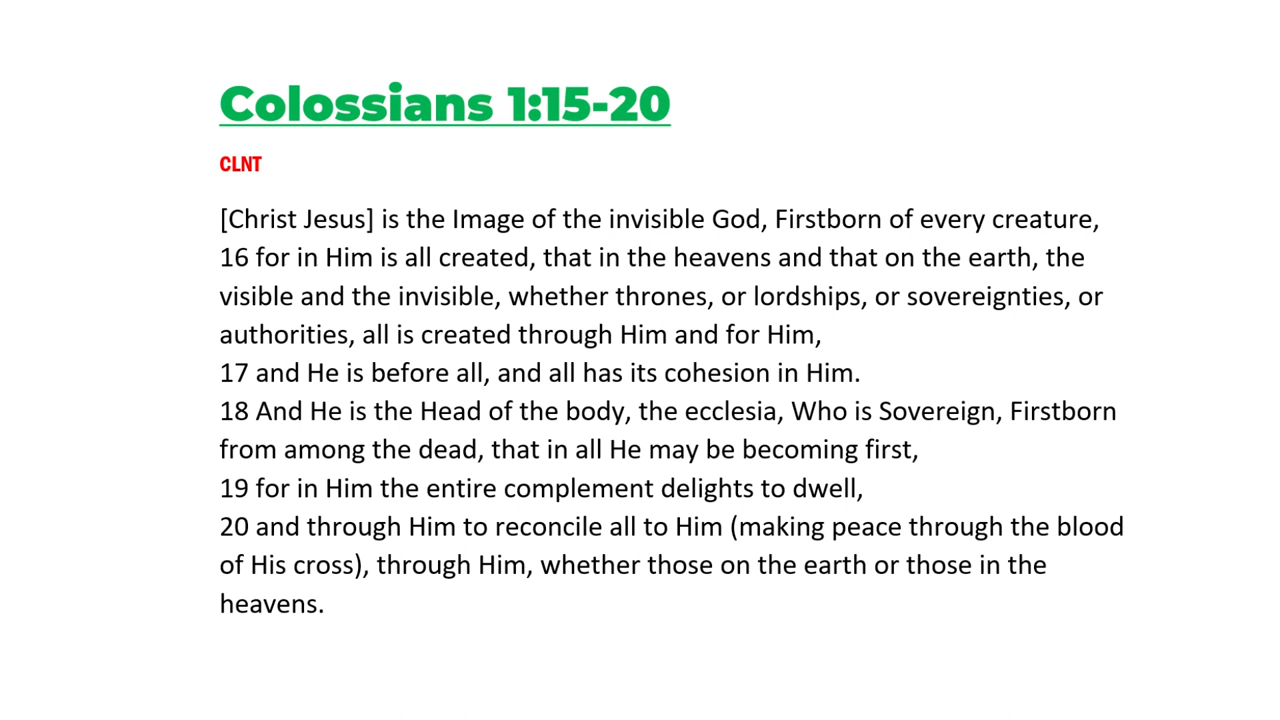 Colossians 1:15-20
CLNT
[Christ Jesus] is the Image of the invisible God, Firstborn of every creature,
16 for in Him is all created, that in the heavens and that on the earth, the
visible and the invisible, whether thrones, or lordships, or sovereignties, or
authorities, all is created through Him and for Him,
17 and He is before all, and all has its cohesion in Him.
18 And He is the Head of the body, the ecclesia, Who is Sovereign, Firstborn
from among the dead, that in all He may be becoming first,
19 for in Him the entire complement delights to dwell,
20 and through Him to reconcile all to Him (making peace through the blood
of His cross), through Him, whether those on the earth or those in the
heavens.